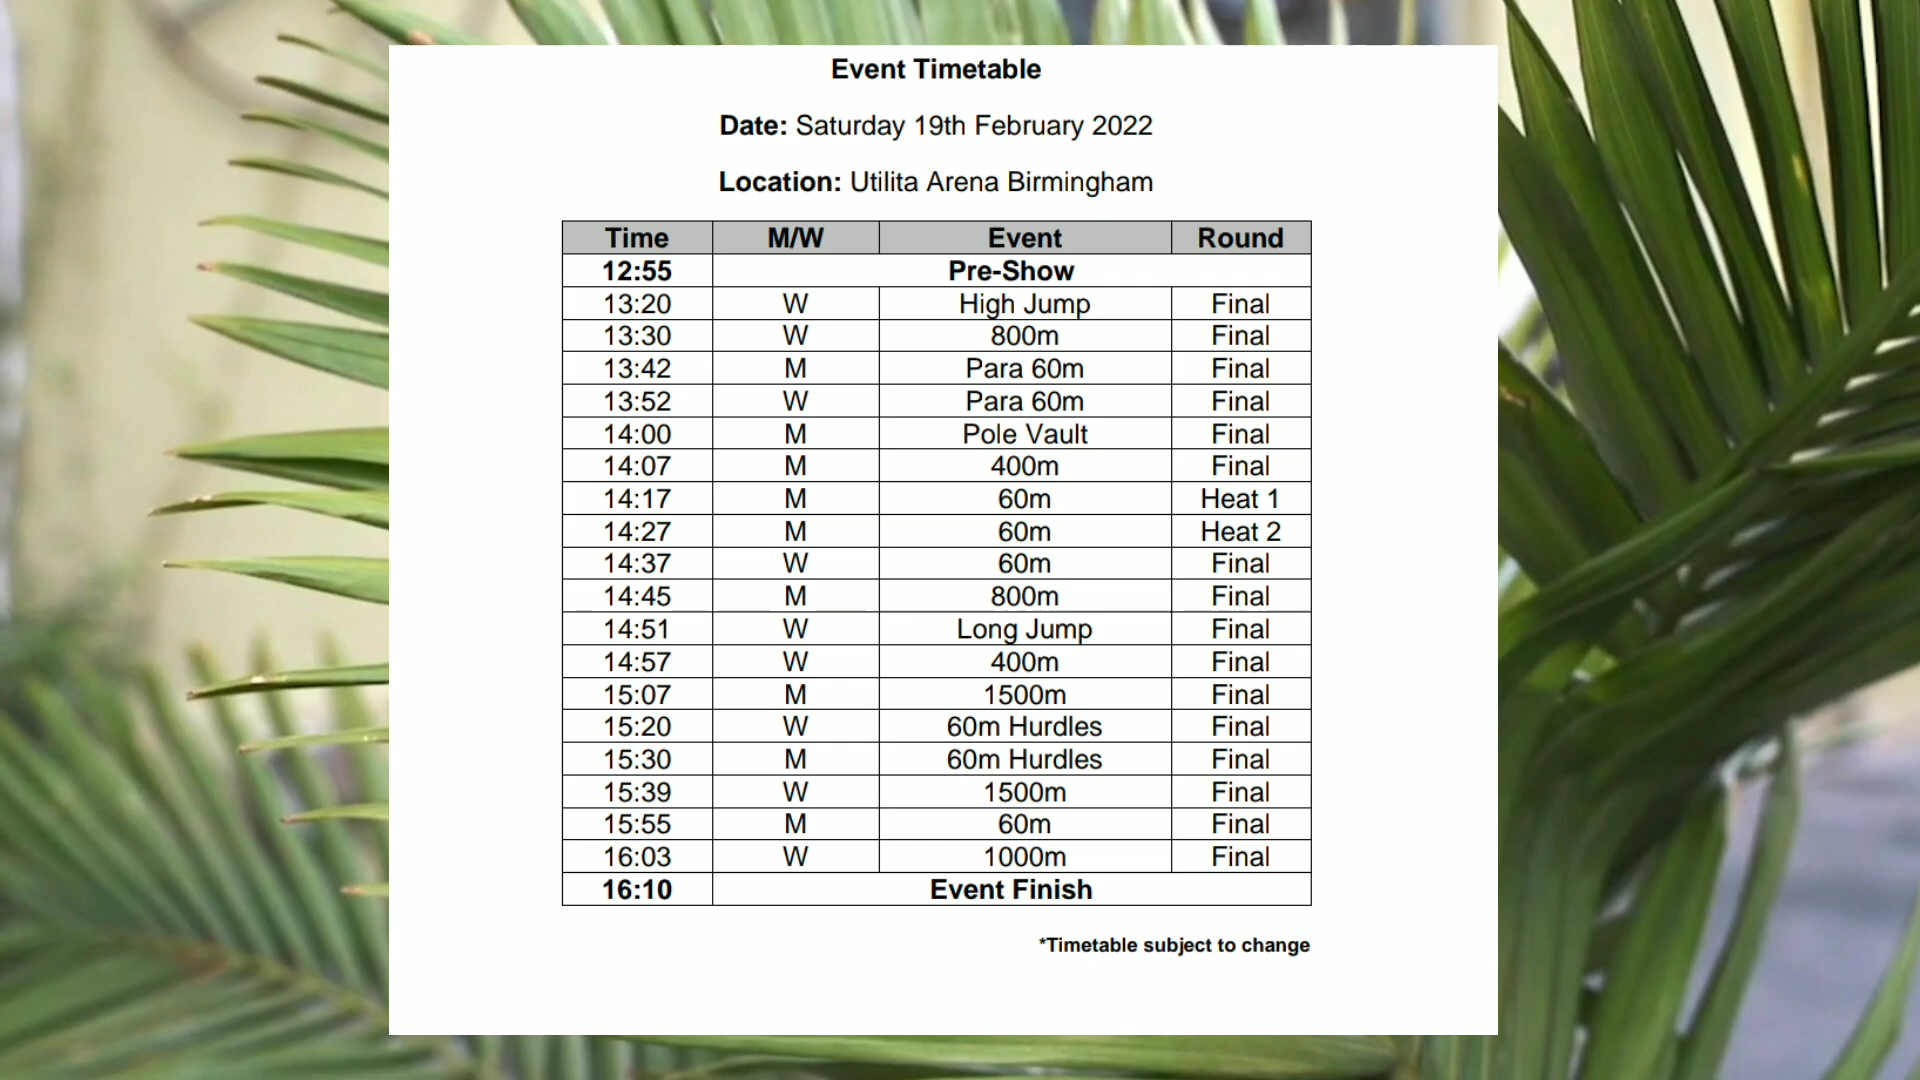 Event Timetable
Date: Saturday 19th February 2022
Location: Utilita Arena Birmingham
Time M/W Event Round
12:55 Pre-Show
13:20 W High Jump Final
13:30 W 800m Final
13:42 M Para 60m Final
13:52 W Para 60m Final
14:00 M Pole Vault Final
14:07 M 400m Final
14:17 M 60m Heat 1
14:27 M 60m Heat 2
14:37 W 60m Final
14:45 M 800m Final
14:51 W Long Jump Final
14:57 W 400m Final
15:07 M 1500m Final
15:20 W 60m Hurdles Final
15:30 M 60m Hurdles Final
15:39 W 1500m Final
15:55 M 60m Final
16:03 W 1000m Final
16:10 Event Finish
*Timetable subject to change